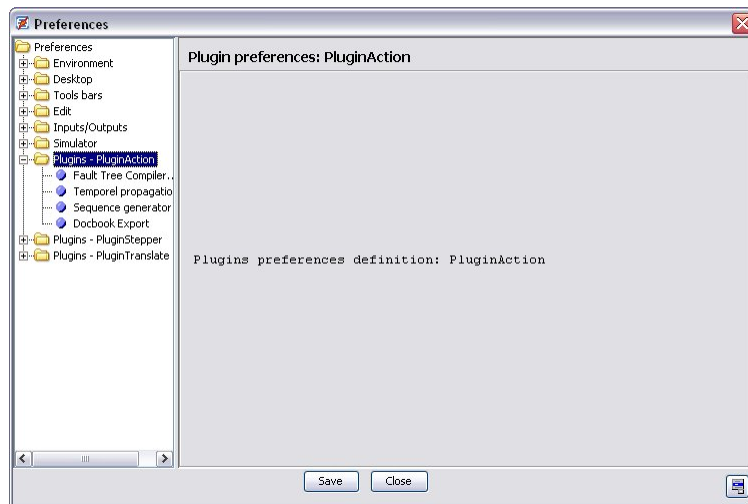 Preferences
Preferences
Environment
Desktop
Tools bars
Edit
Inputs/Outputs
Simulator
Plugins - PluginAction
Fault Tree Compiler..
Temporel propagatio
Sequence generator
Docbook Export
Plugins - PluginStepper
Plugins - PluginTranslate
Plugin preferences: PluginAction
Plugins preferences definition: PluginAction
Save
Close